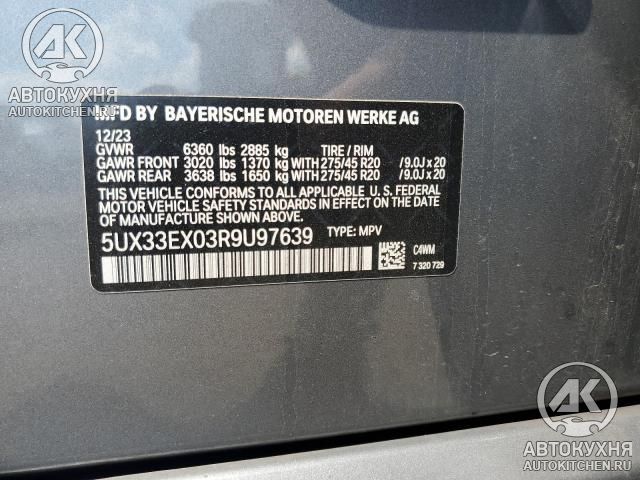 АВТОКУХНЯ
AUTOKITCHEN.RU
MFD BY BAYERISCHE MOTOREN WERKE AG
12/23
GVWR 6360 lbs 2885 kg TIRE / RIM
GAWR FRONT 3020 lbs 1370 kg WITH 275/45 R20 /9.0J x 20
GAWR REAR 3638 lbs 1650 kg WITH 275/45 R20 /9.0J x 20
THIS VEHICLE CONFORMS TO ALL APPLICABLE U. S. FEDERAL
MOTOR VEHICLE SAFETY STANDARDS IN EFFECT ON THE DATE
OF MANUFACTURE SHOWN ABOVE.
5UX33EX03R9U97639 TYPE: MPV
C4WM
7 320 729
AK
АВТОКУХНЯ
AUTOKITCHEN.RU